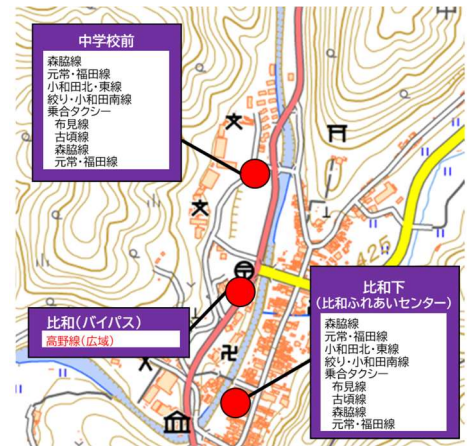 中学校前
森脇線
元常・福田線
小和田北・東線
絞り・小和田南線
乗合タクシー
布見線
古頃線
森脇線
元常・福田線
425
比和(バイパス)
高野線(広域)
比和下
(比和ふれあいセンター)
森脇線
元常・福田線
小和田北・東線
絞り・小和田南線
乗合タクシー
布見線
古頃線
森脇線
元常・福田線